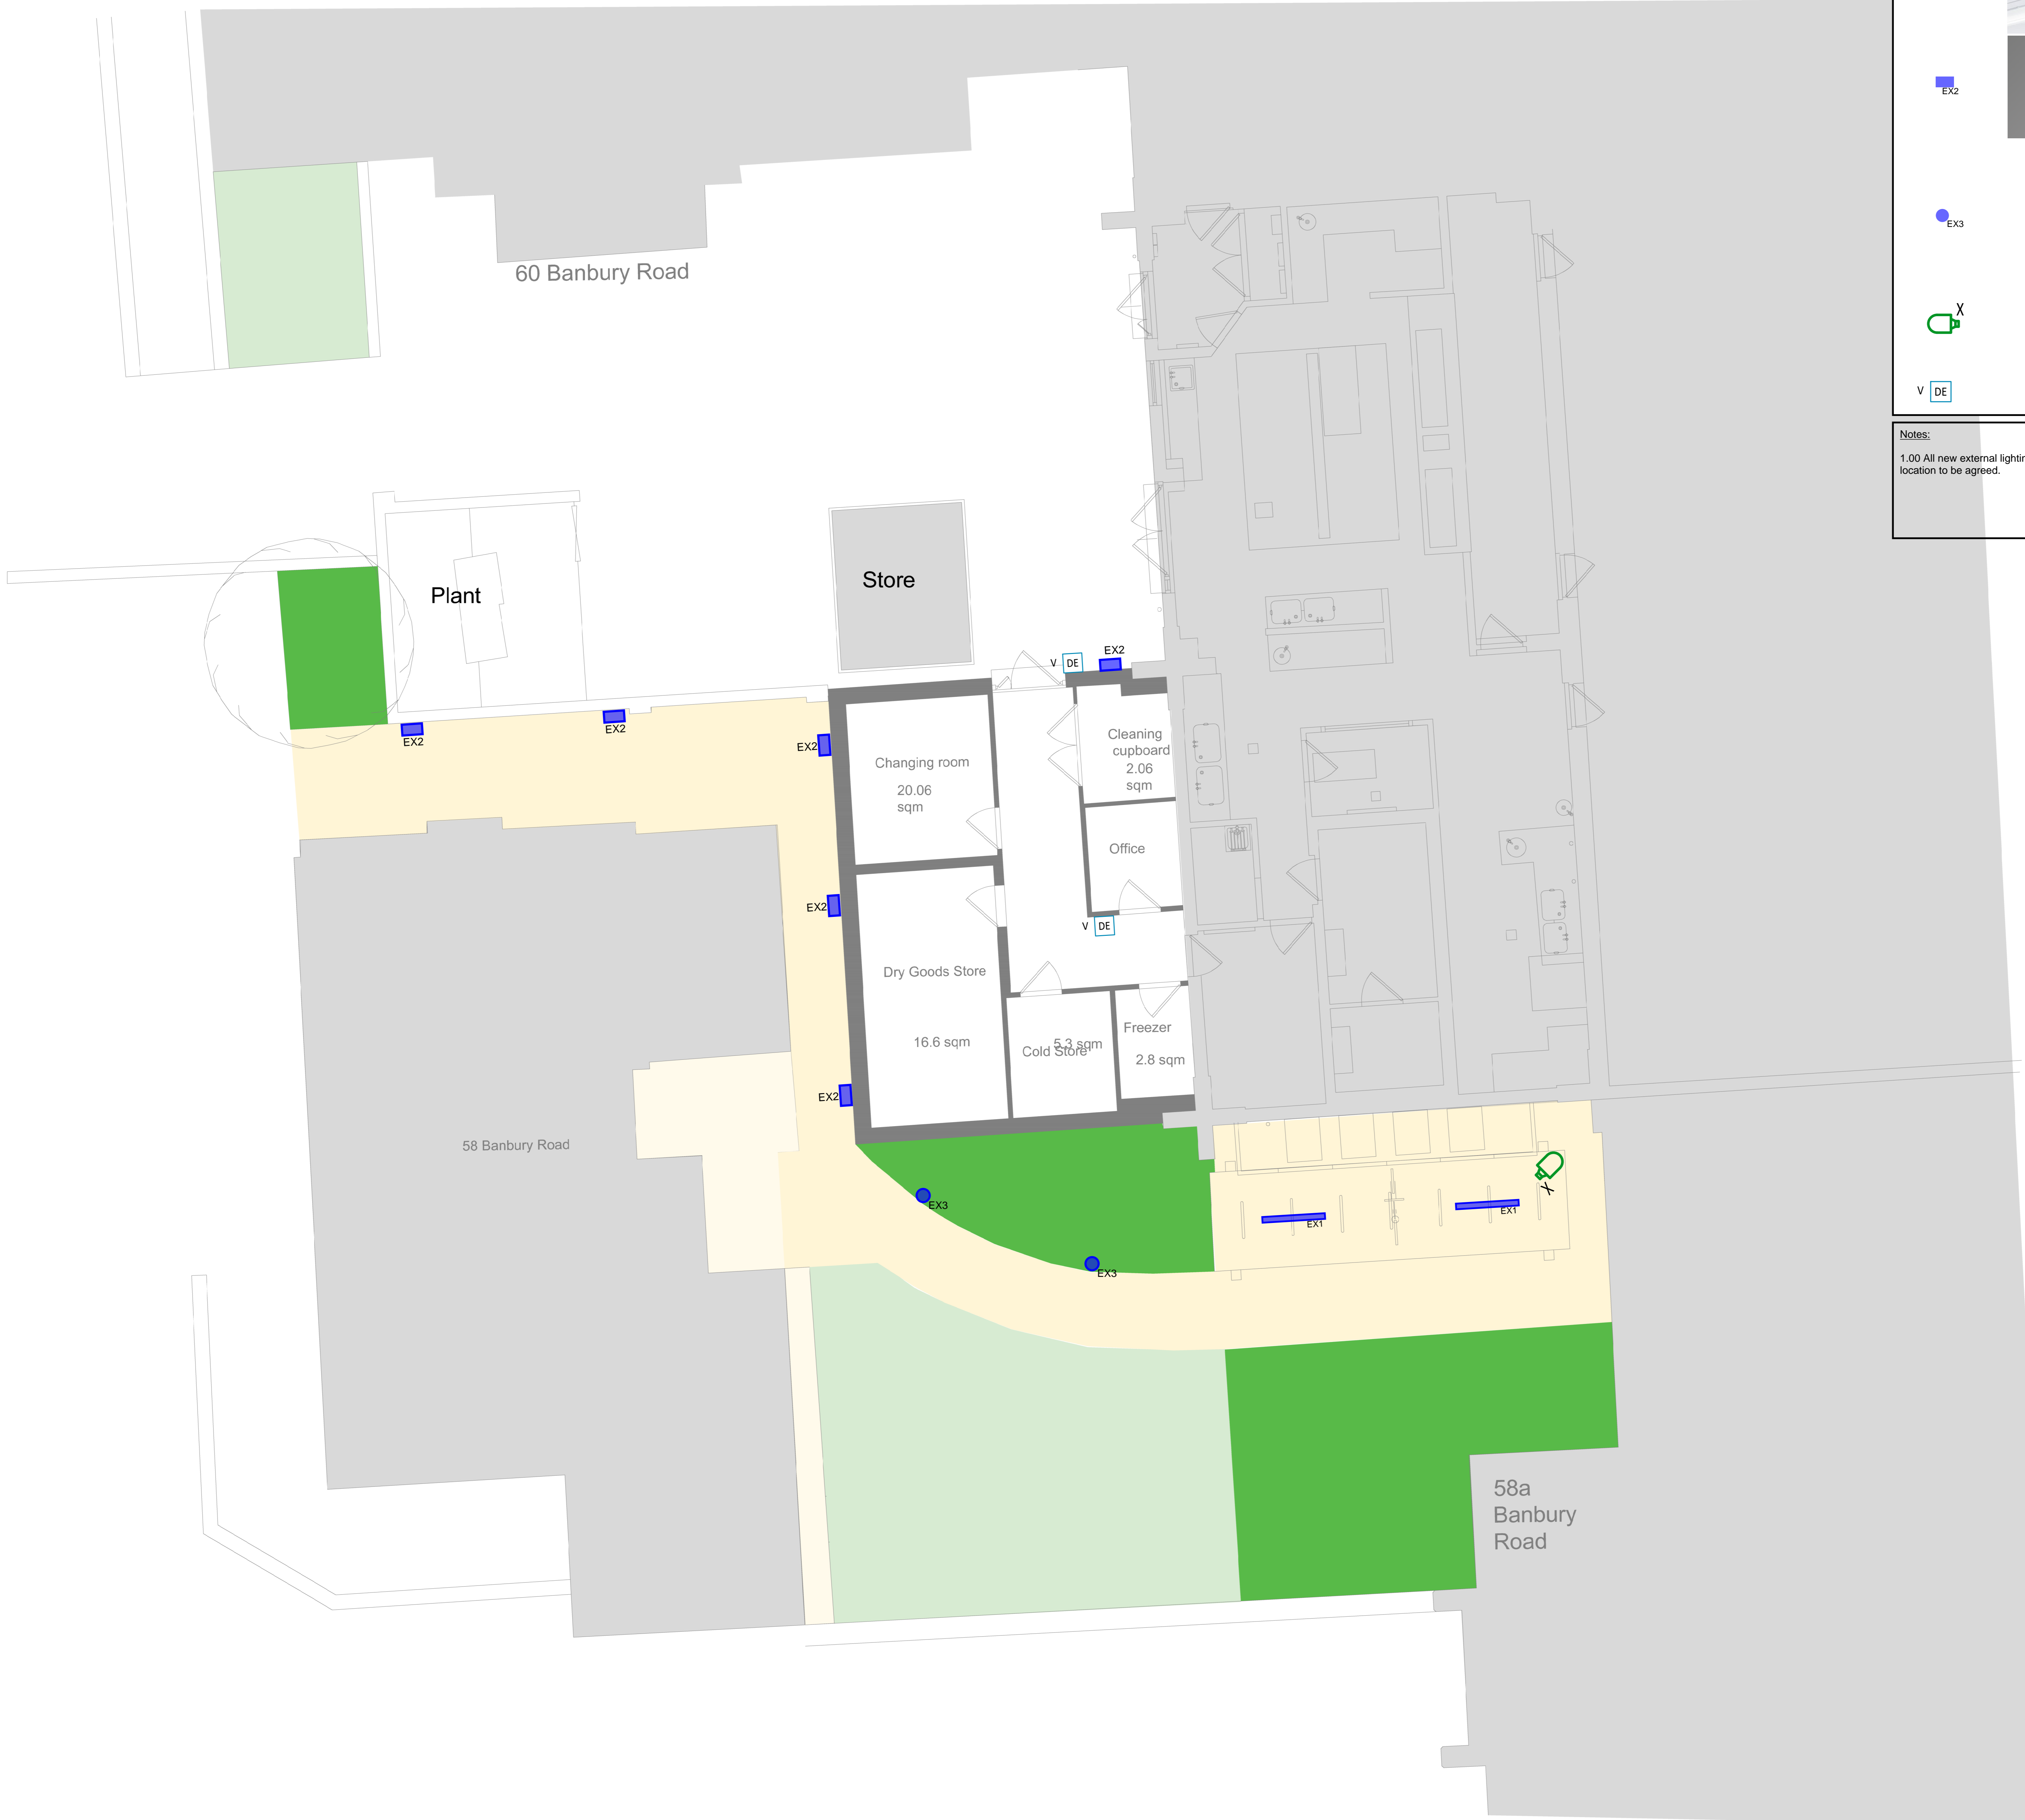 EX2
EX3
X
V DE
Notes:
1.00 All new external
location to be agreed.
60 Banbury Road
Plant
Store
V DE
EX2
EX2
EX2
EX2
Changing room
20.06
sqm
Cleaning
cupboard
2.06
sqm
Office
EX2
V DE
Dry Goods Store
16.6 sqm
5.3 sqm
Cold Store
Freezer
2.8 sqm
EX2
58 Banbury Road
X
EX3
EX1
EX1
EX3
58a
Banbury
Road